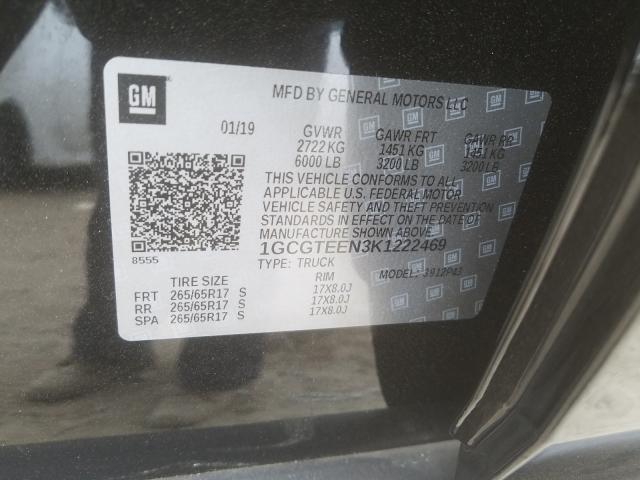 GM
MFD BY GENERAL MOTORS LLC
01/19 GVWR GAWR FRT GAWR RR
2722 KG 1451 KG 1451 KG
6000 LB 3200 LB 3200 LB
THIS VEHICLE CONFORMS TO ALL
APPLICABLE U.S. FEDERAL MOTOR
VEHICLE SAFETY AND THEFT PREVENTION
STANDARDS IN EFFECT ON THE DATE OF
MANUFACTURE SHOWN ABOVE
1GCGTEEN3K1222469
8555 TYPE: TRUCK MODEL:
TIRE SIZE RIM
FRT 265/65R17 S 17X8.0J
RR 265/65R17 S 17X8.0J
SPA 265/65R17 S 17X8.0J